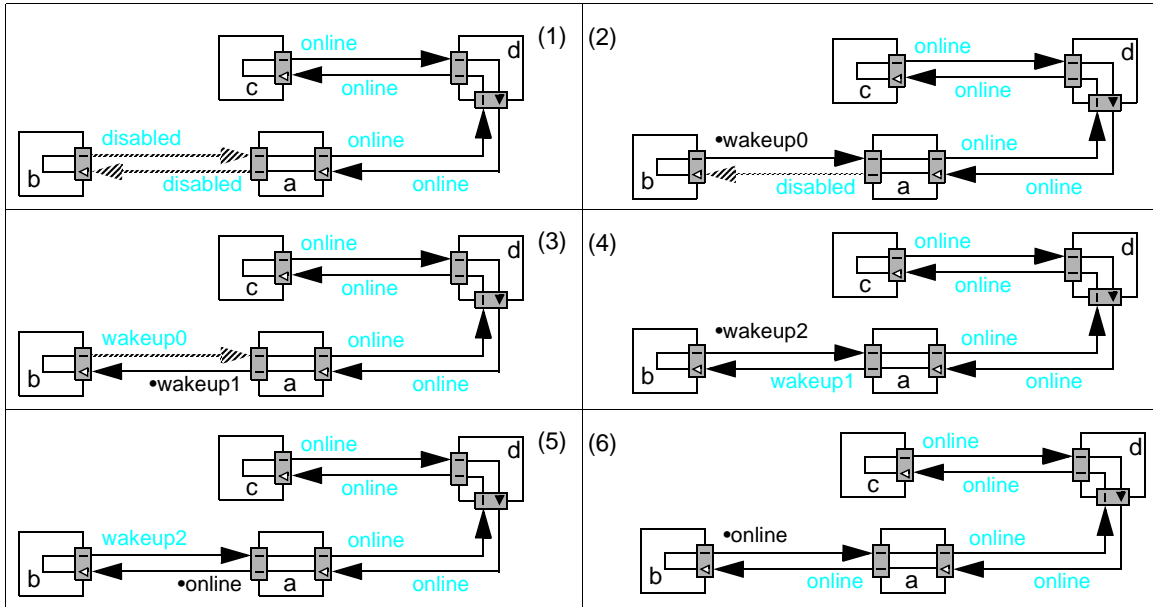 online
d
(1)
c
online
disabled
online
b
disabled
a
online
(2)
online
d
c
online
•wakeup0
online
b
disabled
a
online
(3)
online
d
c
online
wakeup0
online
b
•wakeup1
a
online
(4)
online
d
c
online
•wakeup2
online
b
wakeup1
a
online
(5)
online
d
c
online
wakeup2
online
b
•online
a
online
(6)
online
d
c
online
•online
online
b
online
a
online